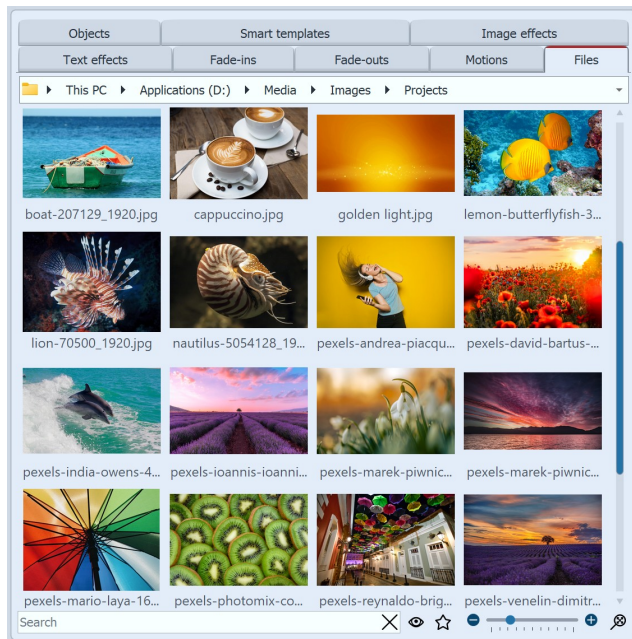 Objects Smart templates Image effects
Text effects Fade-ins Fade-outs Motions Files
This PC Applications (D:) Media Images Projects
boat-207129_1920.jpg cappuccino.jpg golden light.jpg lemon-butterflyfish-3...
lion-70500_1920.jpg nautilus-5054128_19... pexels-andrea-piacqu... pexels-david-bartus-...
pexels-india-owens-4... pexels-ioannis-ioanni... pexels-marek-piwnic... pexels-marek-piwnic...
pexels-mario-laya-16... pexels-photomix-co... pexels-reynaldo-brig... pexels-venelin-dimitr...
Search